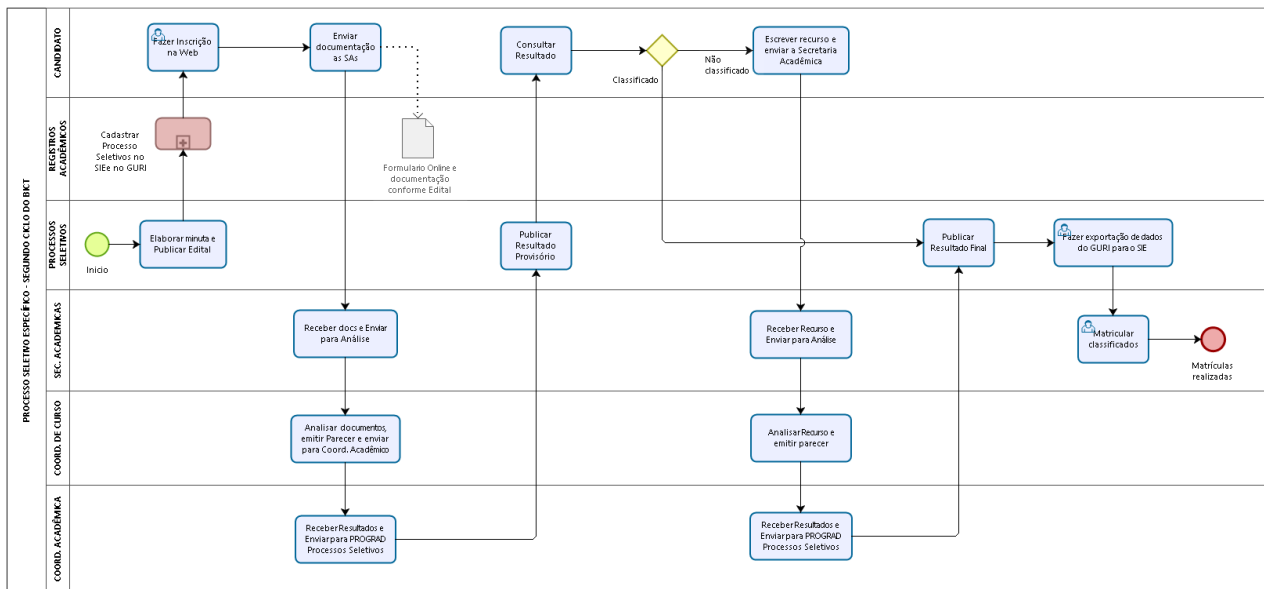 PROCESSO SELETIVO ESPECÍFICO - SEGUNDO CICLO DO BICT
CANDIDATO
Fazer Inscrição
na Web
Enviar
documentação
as SAs
Consultar
Resultado
Classificado
Não
classificado
Escrever recurso e
enviar a Secretaria
Acadêmica
REGISTROS
ACADÊMICOS
Cadastrar
Processo
Seletivos no
SIEe no GURI
Formulario Online e
documentação
conforme Edital
PROCESSOS
SELETIVOS
Inicio
Elaborar minuta e
Publicar Edital
Publicar
Resultado
Provisório
Publicar
Resultado Final
Fazer exportação de dados
do GURI para o SIE
SEC. ACADEMICAS
Receber docs e Enviar
para Análise
Receber Recurso e
Enviar para Análise
Matricular
classificados
Matrículas
realizadas
COORD. DE CURSO
Analisar documentos,
emitir Parecer e enviar
para Coord. Acadêmico
Analisar Recurso e
emitir parecer
COORD. ACADÊMICA
Receber Resultados e
Enviar para PROGRAD
Processos Seletivos
Receber Resultados e
Enviar para PROGRAD
Processos Seletivos